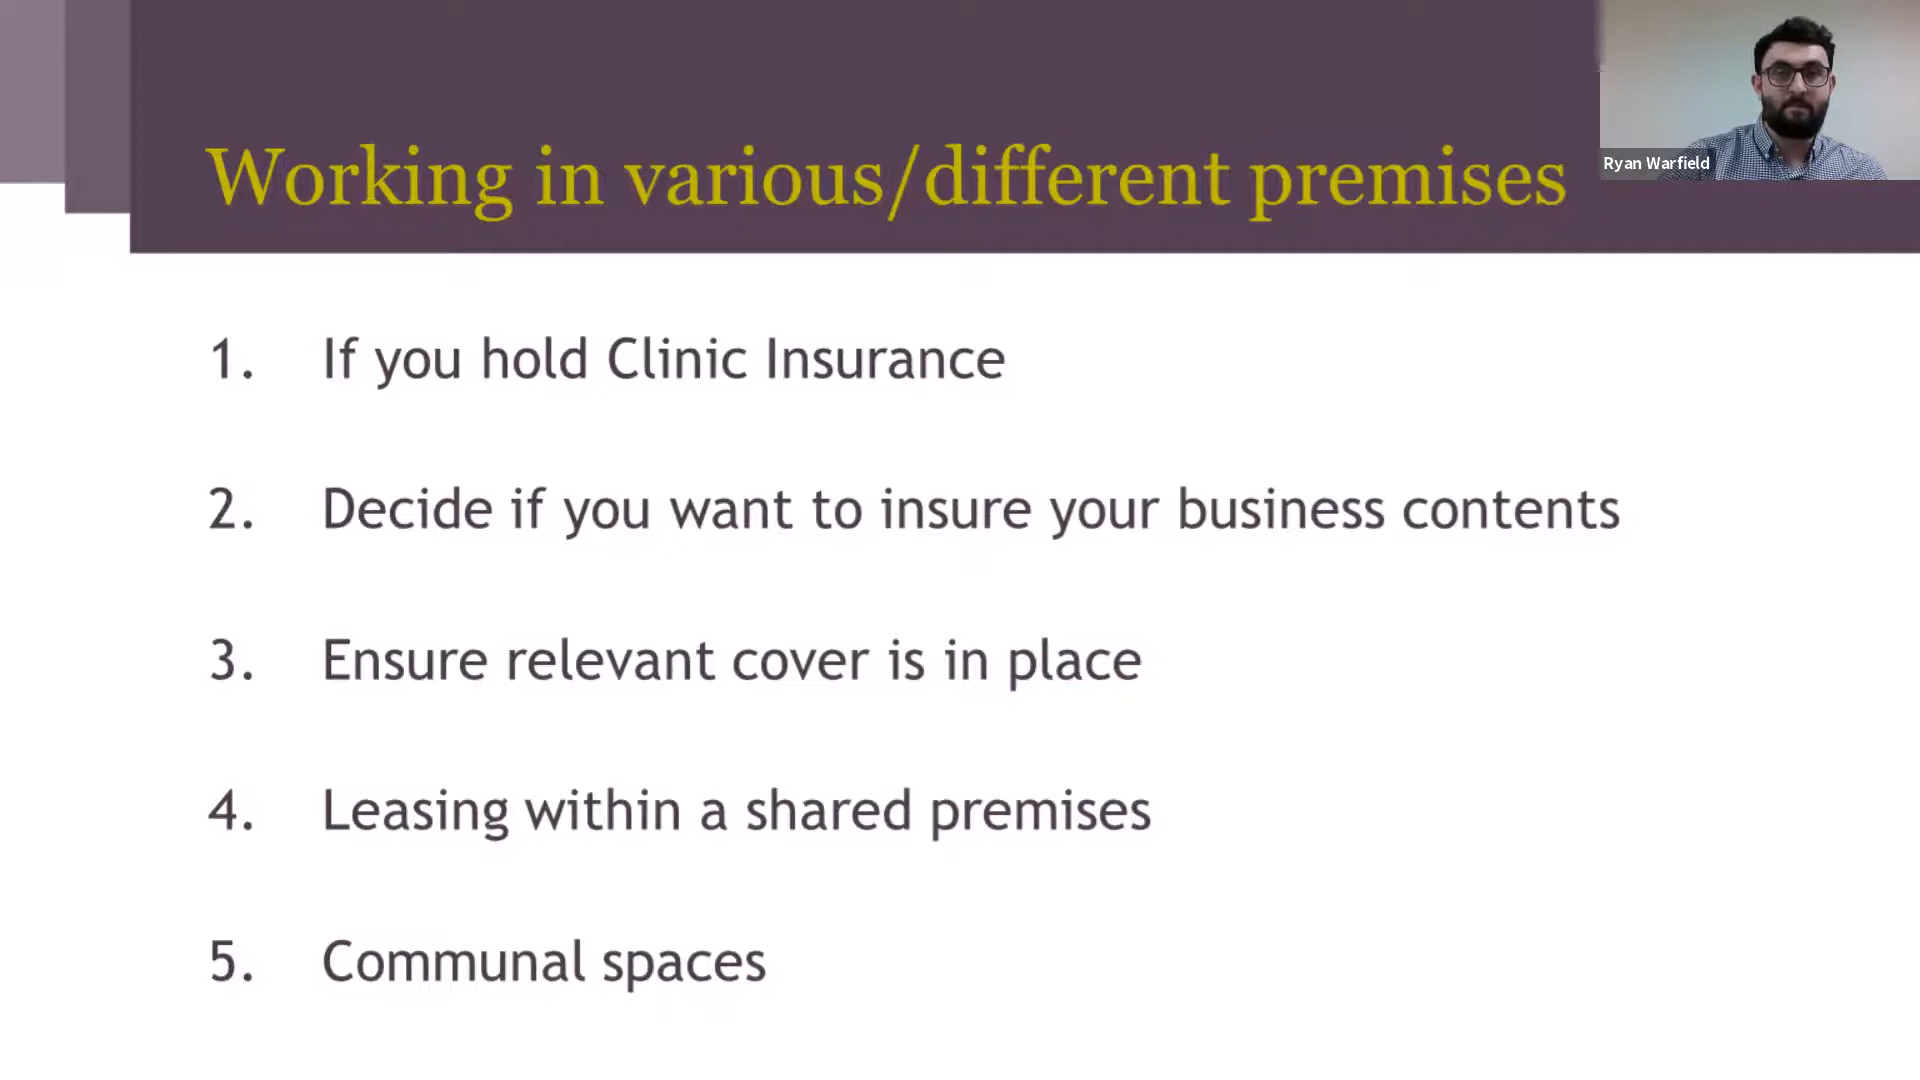 Working in various/different premises
Ryan Warfield
1. If you hold Clinic Insurance
2. Decide if you want to insure your business contents
3. Ensure relevant cover is in place
4. Leasing within a shared premises
5. Communal spaces